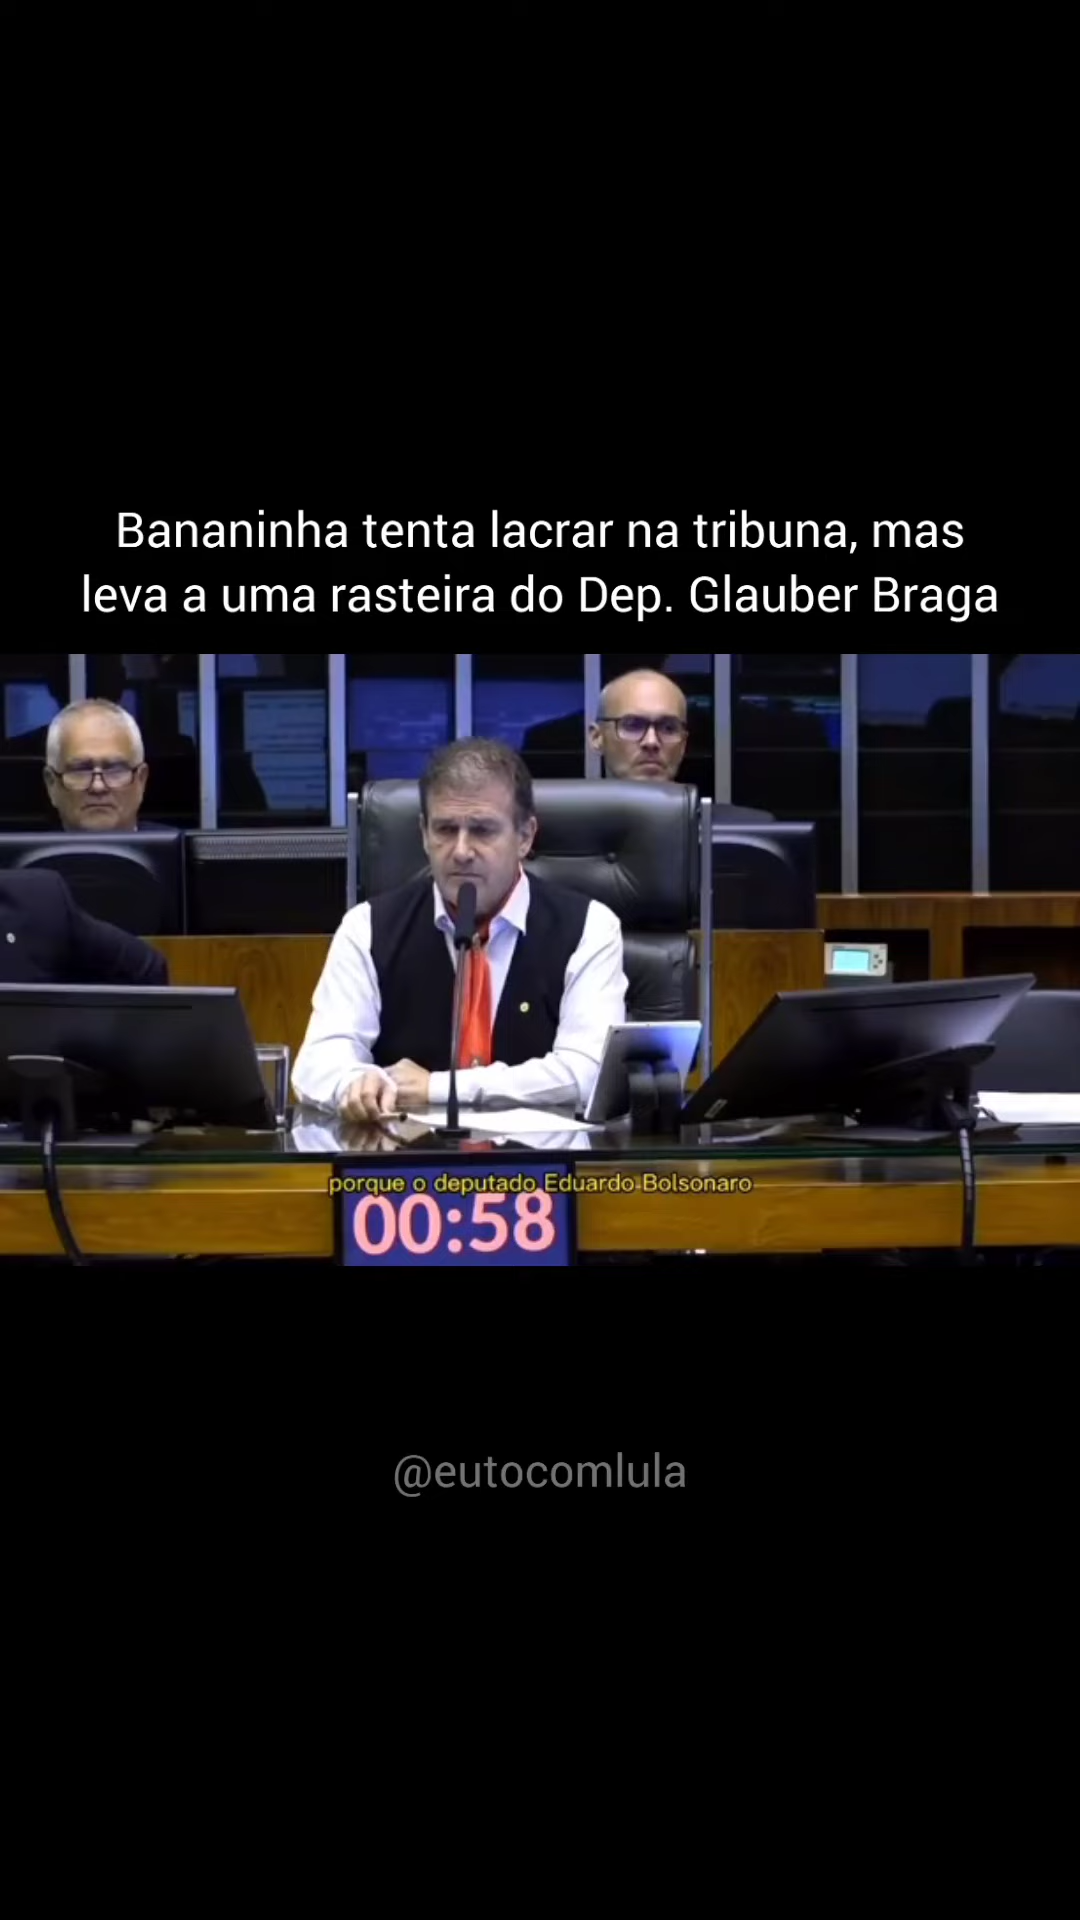 Bananinha tenta lacrar na tribuna, mas
leva a uma rasteira do Dep. Glauber Braga
porque o deputado Eduardo Bolsonaro
00:58
@eutocomlula